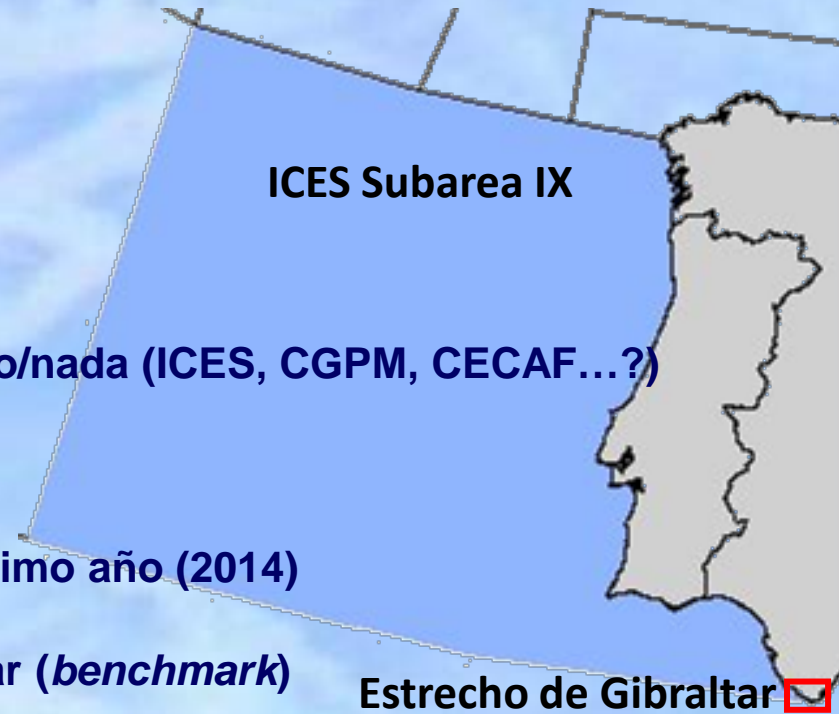 ICES Subarea IX
o/nada (ICES, CGPM, CECAF…?)
imo año (2014)
ar (benchmark)
Estrecho de Gibraltar